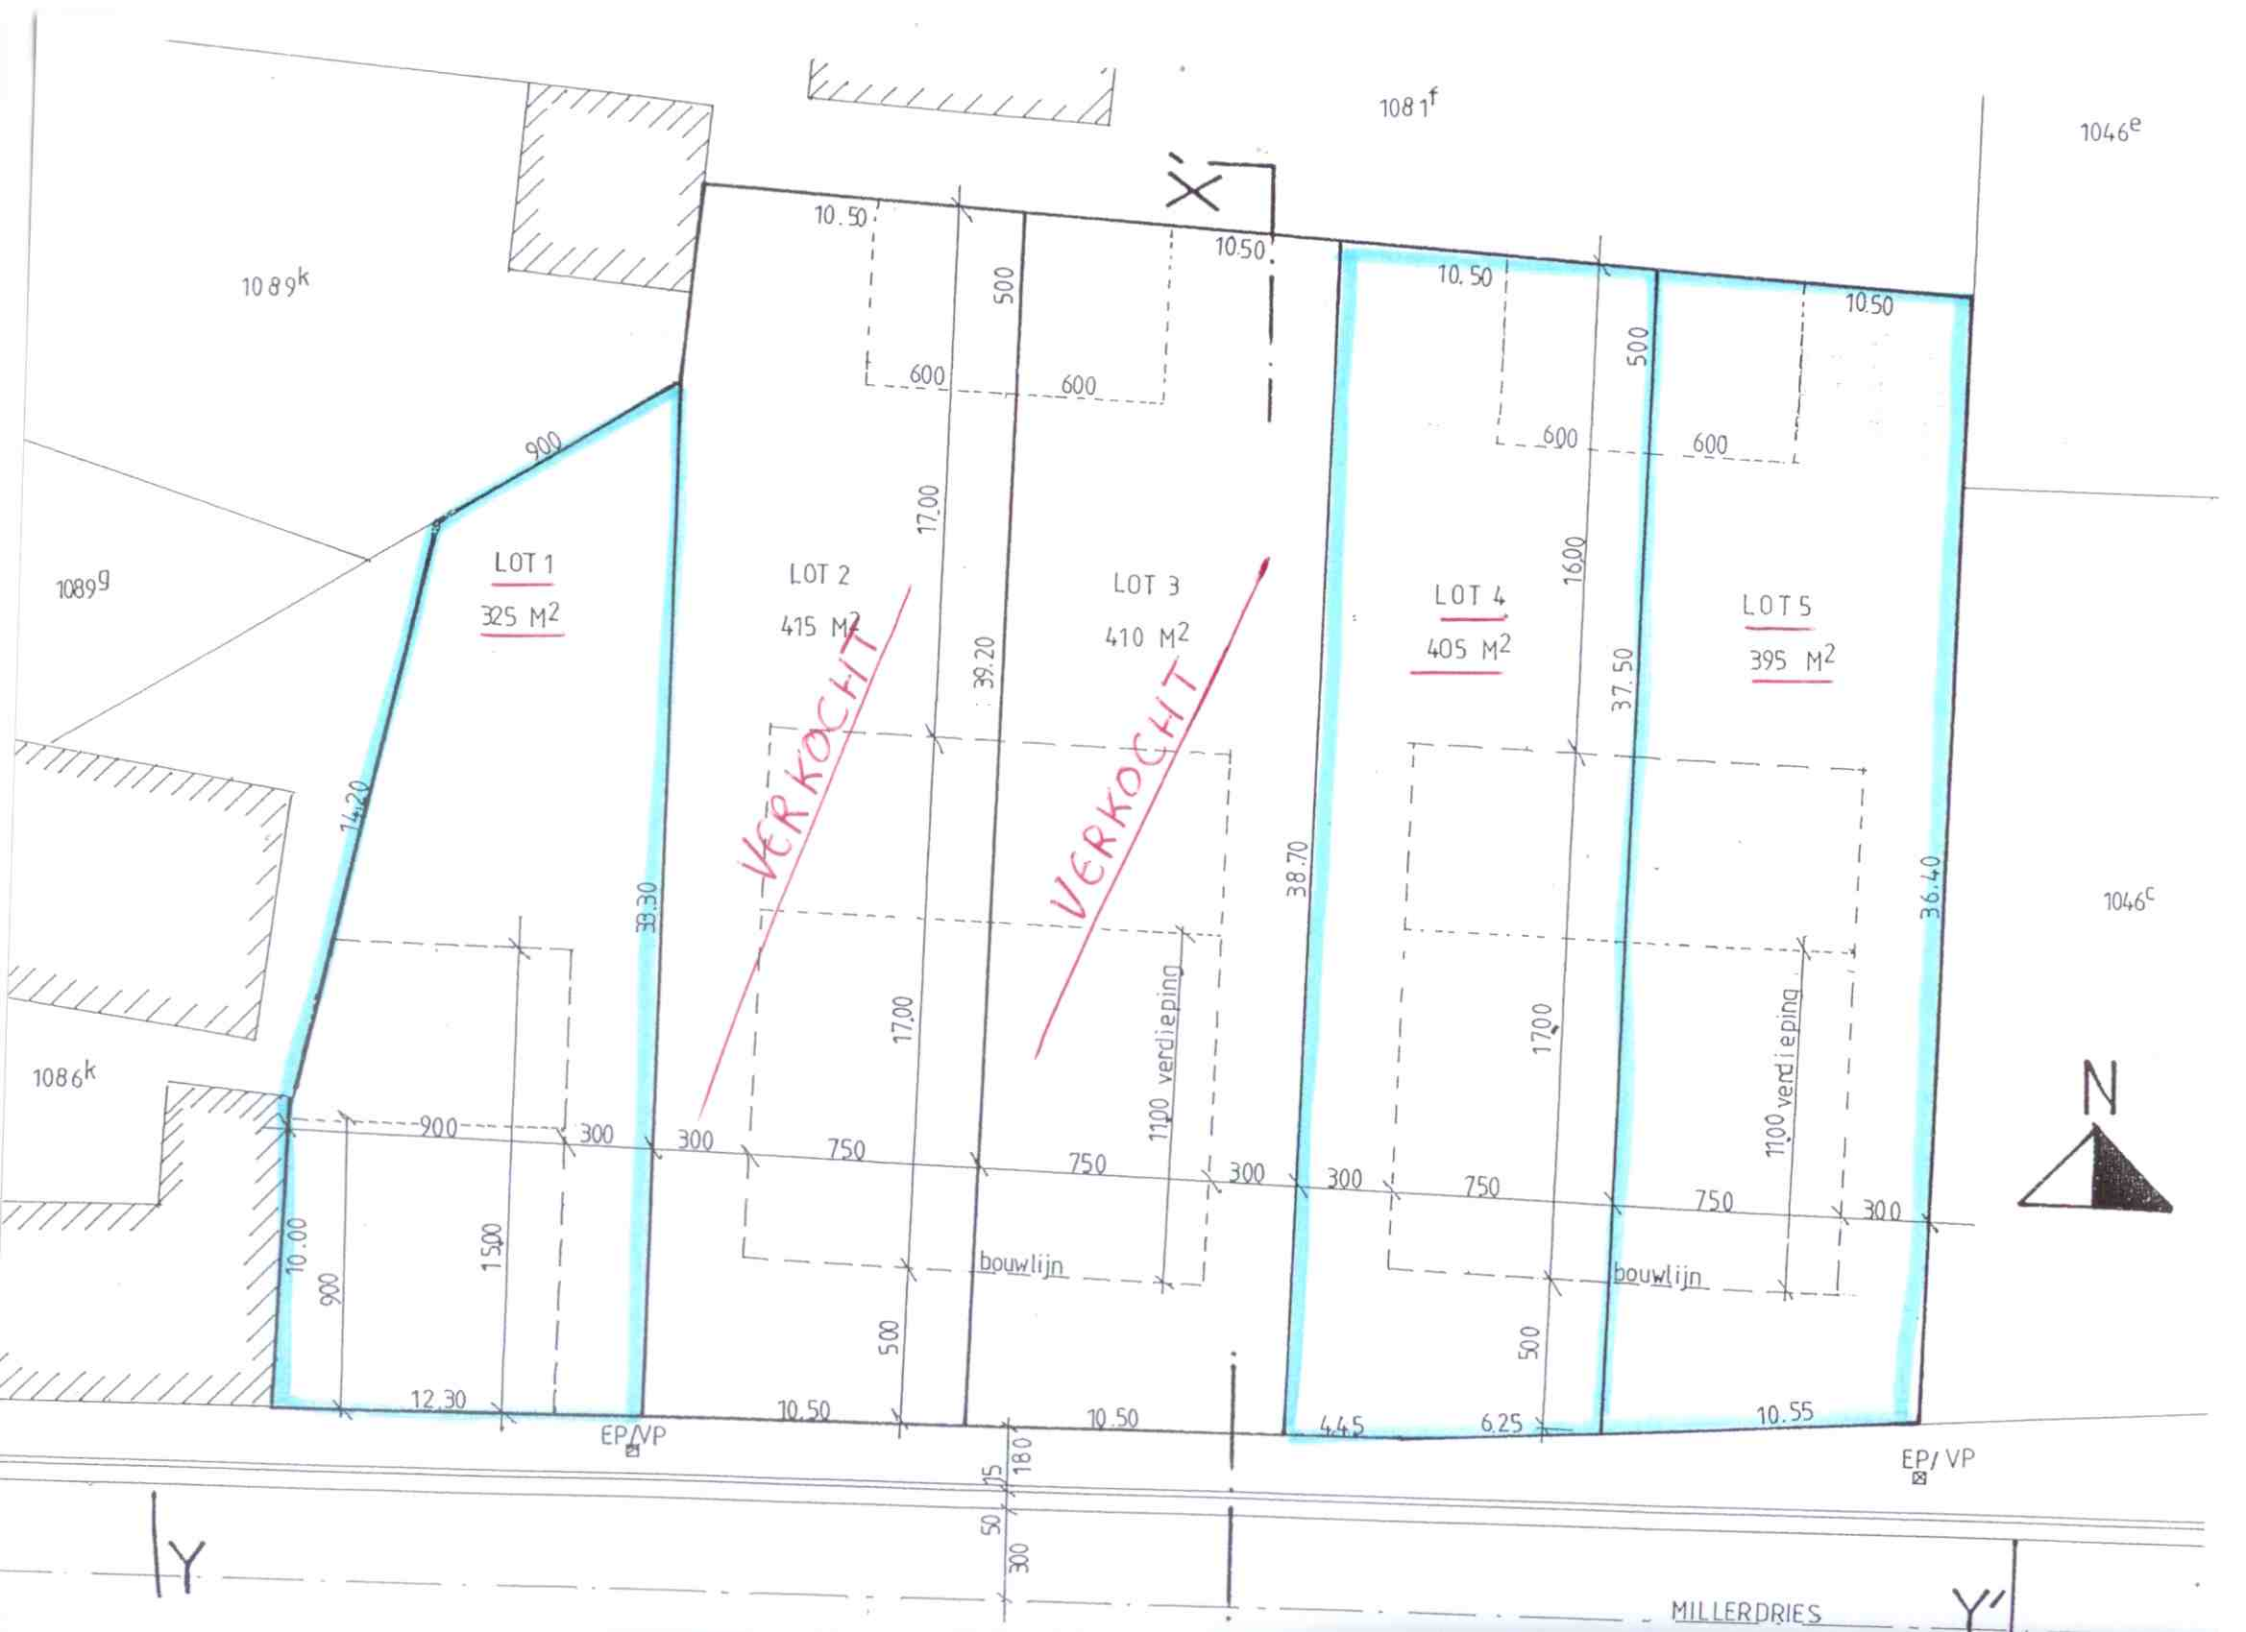 1081f
1046e
X'
10.50
10.50
10.50
10.50
1089k
500
500
600
600
600
600
900
17.00
16.00
LOT 1
325 M2
LOT 2
415 M2
LOT 3
410 M2
LOT 4
405 M2
LOT 5
395 M2
1089g
VERKOCHT
VERKOCHT
39.20
37.50
14.20
33.30
38.70
36.40
1046c
1086k
17.00
1100 verdieping
17.00
1100 verdieping
N
900
300
300
750
750
300
300
750
750
300
10.00
900
15.00
bouwlijn
bouwlijn
500
500
12.30
10.50
10.50
4.45
6.25
10.55
EP/VP
EP/VP
180
15
50
300
Y
MILLERDRIES
Y'